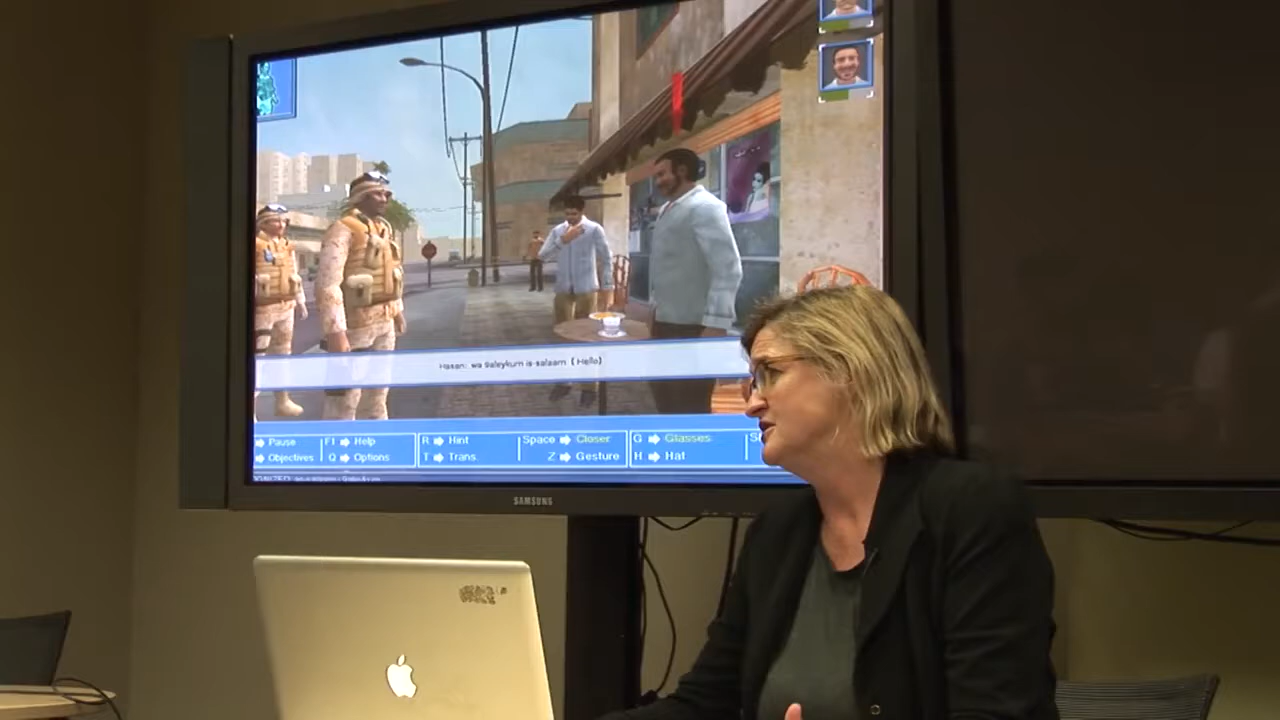 Hasan: wa 9aleykum is-salaam (Hello)
Pause
F1 Help
R Hint
Space Closer
G Glasses
Objectives
Q Options
T Trans.
Z Gesture
H Hat
SAMSUNG